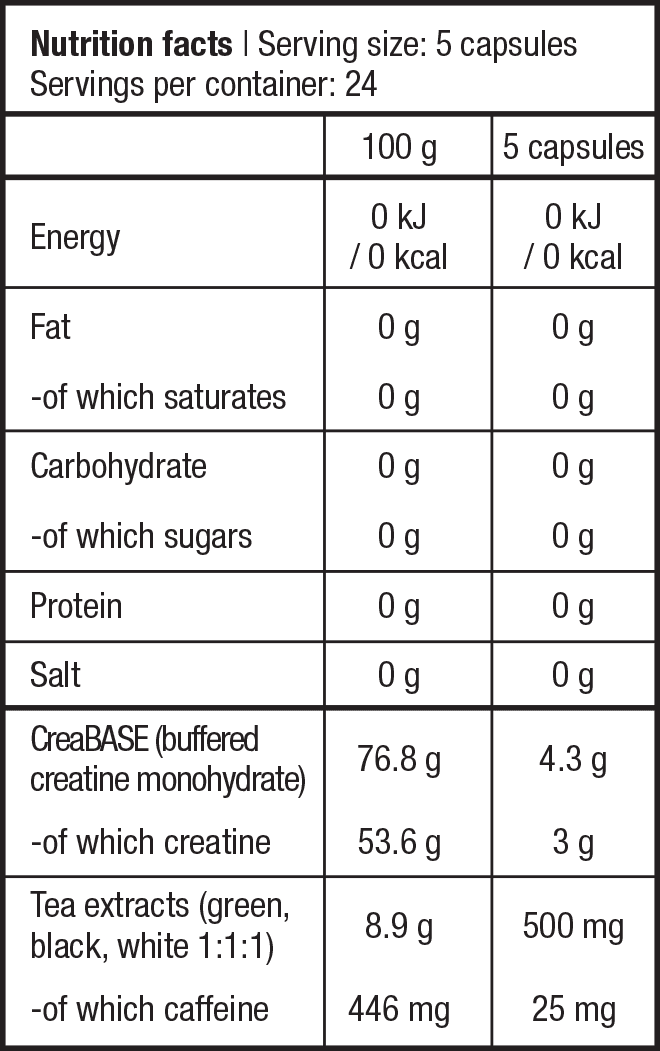 Nutrition facts | Serving size: 5 capsules
Servings per container: 24
100 g 5 capsules
Energy 0 kJ / 0 kcal 0 kJ / 0 kcal
Fat 0 g 0 g
-of which saturates 0 g 0 g
Carbohydrate 0 g 0 g
-of which sugars 0 g 0 g
Protein 0 g 0 g
Salt 0 g 0 g
CreaBASE (buffered
creatine monohydrate) 76.8 g 4.3 g
-of which creatine 53.6 g 3 g
Tea extracts (green,
black, white 1:1:1) 8.9 g 500 mg
-of which caffeine 446 mg 25 mg